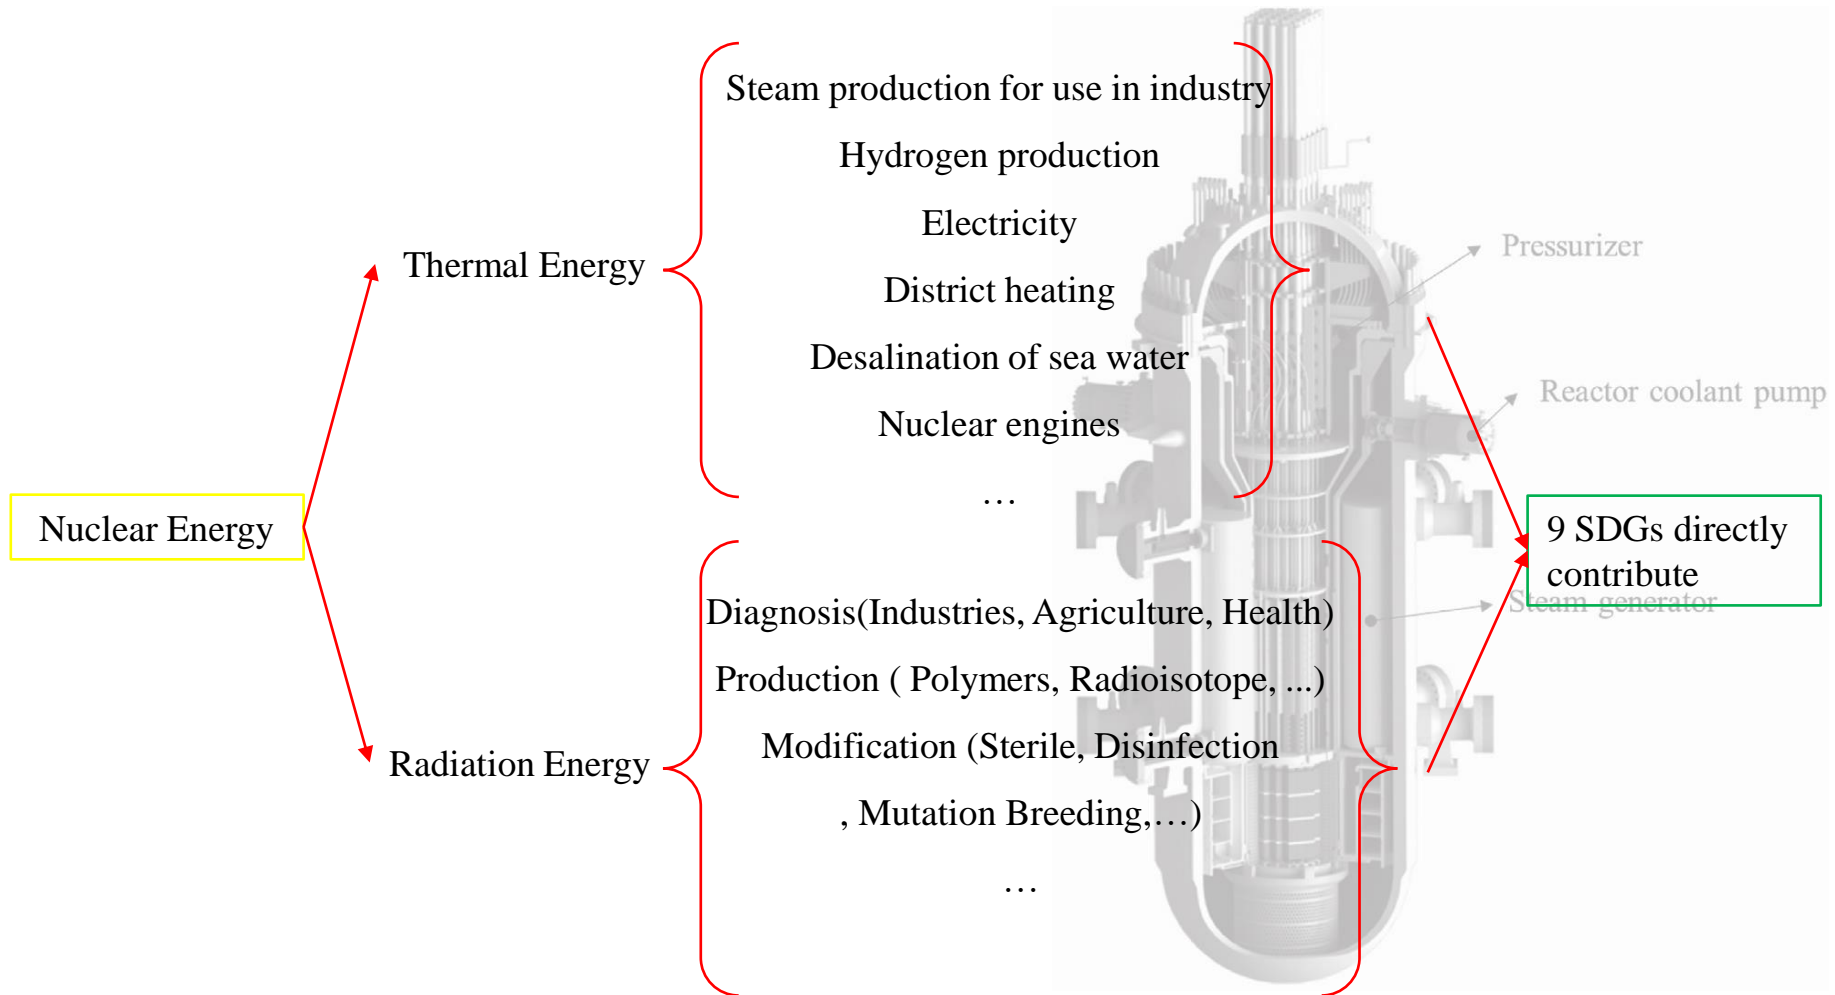 Nuclear Energy
Thermal Energy
Steam production for use in industry
Hydrogen production
Electricity
District heating
Desalination of sea water
Nuclear engines
…
Radiation Energy
Diagnosis(Industries, Agriculture, Health)
Production ( Polymers, Radioisotope, ...)
Modification (Sterile, Disinfection
, Mutation Breeding,…)
…
Pressurizer
Reactor coolant pump
9 SDGs directly
contribute
Steam generator